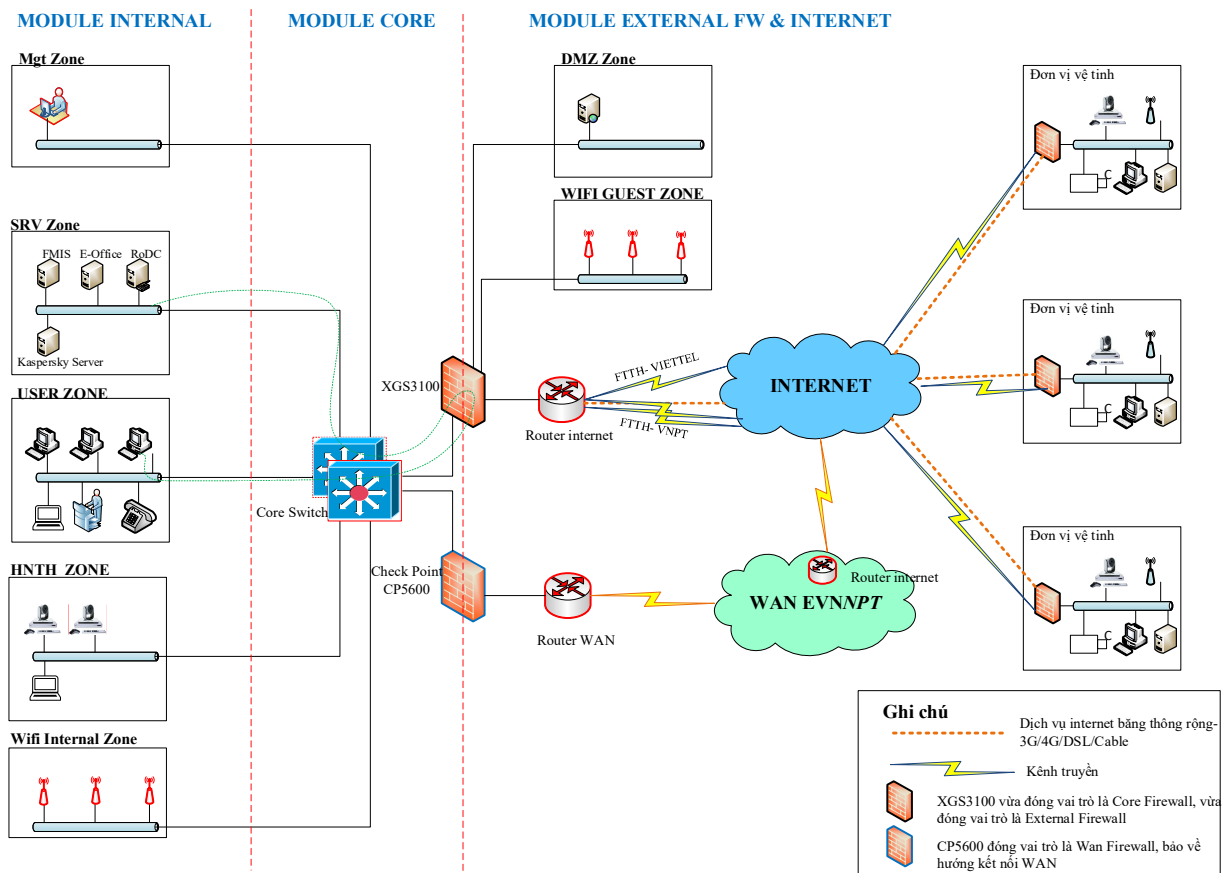 MODULE INTERNAL
MODULE CORE
MODULE EXTERNAL FW & INTERNET
Mgt Zone
DMZ Zone
Đơn vị vệ tinh
WIFI GUEST ZONE
SRV Zone
FMIS
E-Office
RoDC
Kaspersky Server
Đơn vị vệ tinh
FTTH- VIETTEL
INTERNET
XGS3100
USER ZONE
Router internet
FTTH- VNPT
Core Switch
Đơn vị vệ tinh
HNTH ZONE
Check Point
CP5600
Router internet
WAN EVNNPT
Router WAN
Wifi Internal Zone
Ghi chú
Dịch vụ internet băng thông rộng-
3G/4G/DSL/Cable
Kênh truyền
XGS3100 vừa đóng vai trò là Core Firewall, vừa
đóng vai trò là External Firewall
CP5600 đóng vai trò là Wan Firewall, bảo vê
hướng kết nối WAN